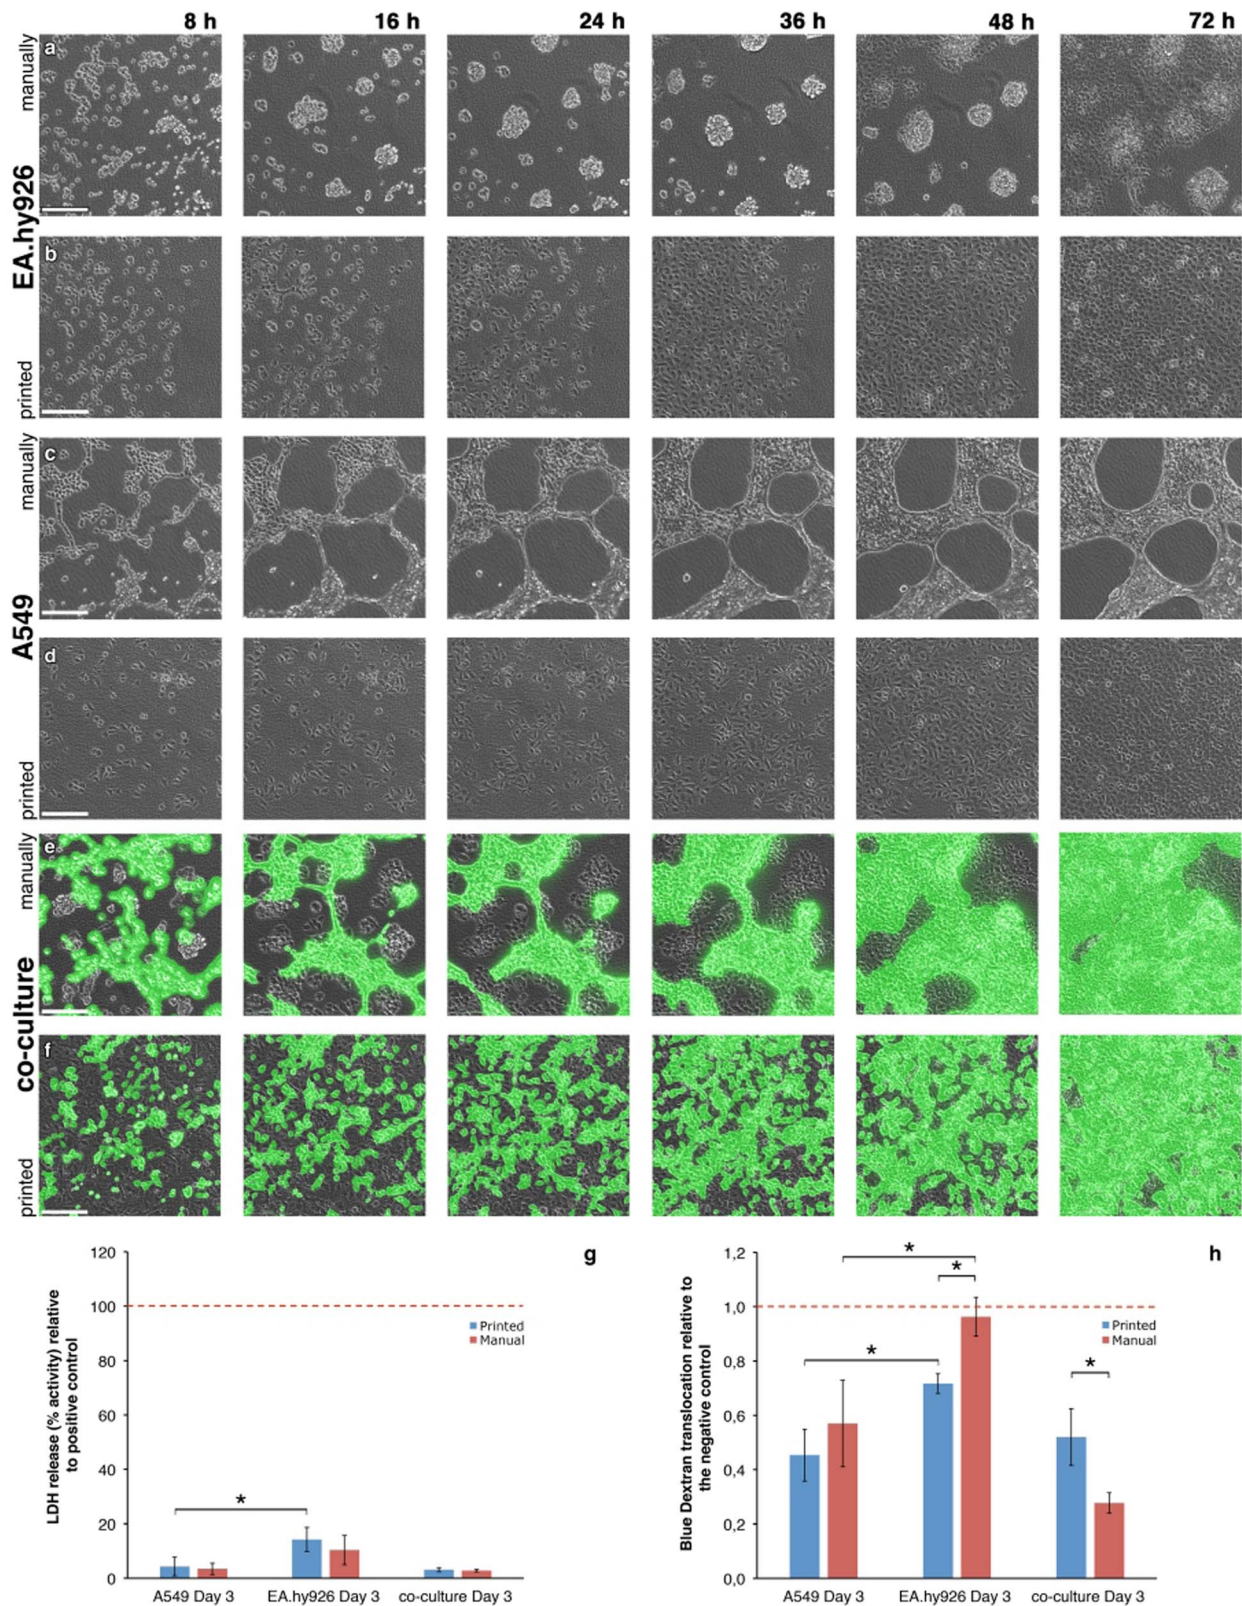 8 h 16 h 24 h 36 h 48 h 72 h
EA.hy926
manually
a
printed
b
A549
manually
c
printed
d
co-culture
manually
e
printed
f
g
LDH release (% activity) relative
to positive control
120
100
80
60
40
20
0
Printed
Manual
*
A549 Day 3 EA.hy926 Day 3 co-culture Day 3
h
Blue Dextran translocation relative to
the negative control
1,2
1,0
0,8
0,6
0,4
0,2
0,0
Printed
Manual
*
*
*
*
A549 Day 3 EA.hy926 Day 3 co-culture Day 3